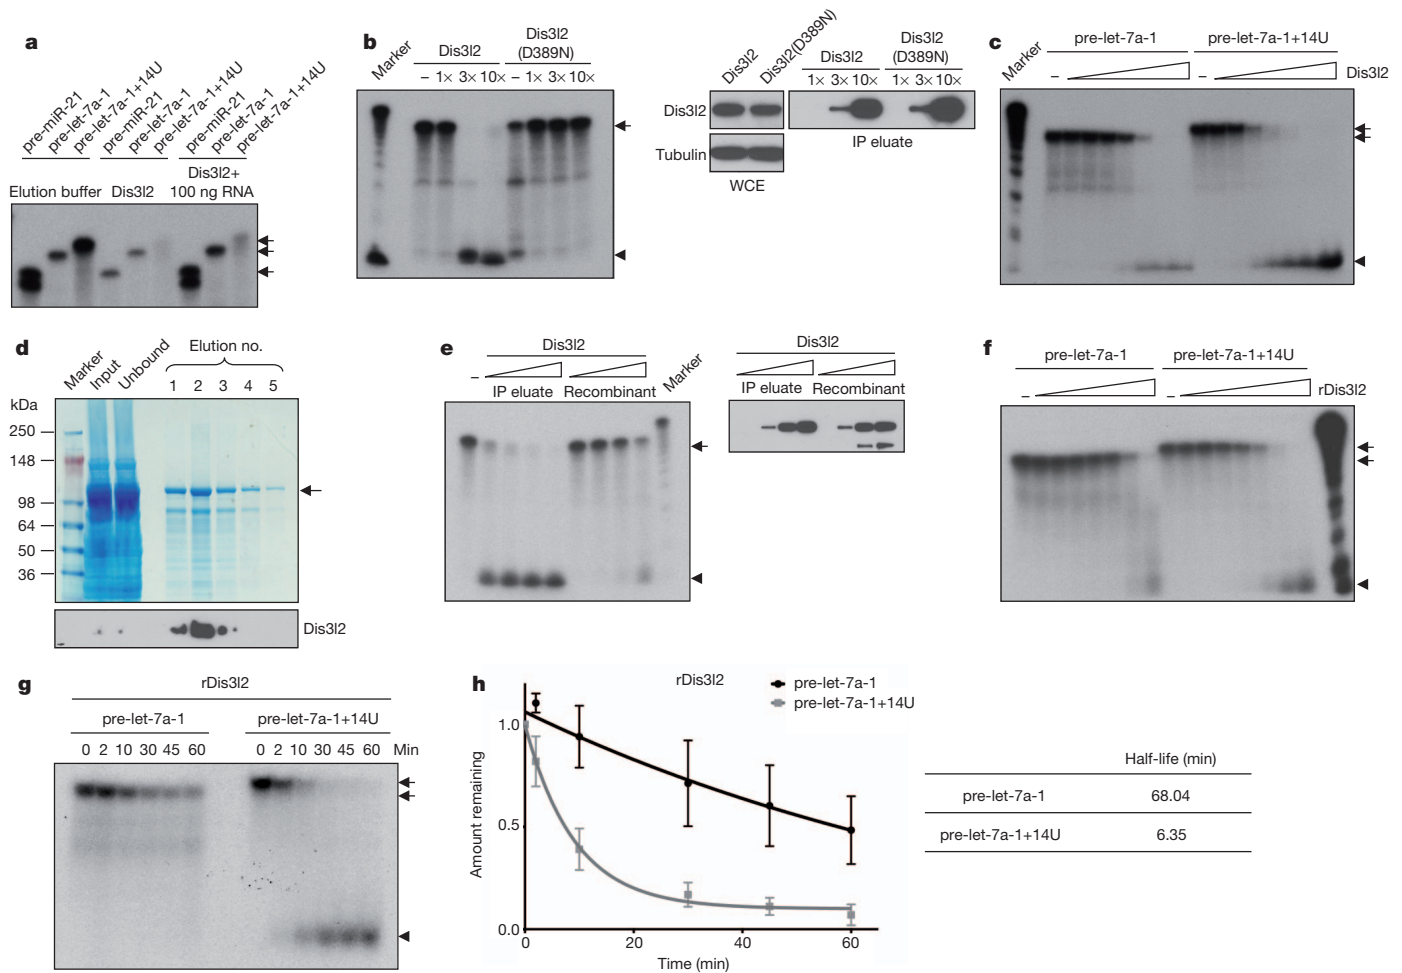 a
pre-miR-21
pre-let-7a-1
pre-let-7a-1+14U
pre-miR-21
pre-let-7a-1
pre-let-7a-1+14U
pre-miR-21
pre-let-7a-1
pre-let-7a-1+14U
Elution buffer
Dis3l2
Dis3l2+
100 ng RNA
b
Marker
Dis3l2
Dis3l2
(D389N)
– 1× 3× 10× – 1× 3× 10×
Dis3l2
Dis3l2(D389N)
Dis3l2
Dis3l2
(D389N)
1× 3× 10× 1× 3× 10×
Dis3l2
IP eluate
Tubulin
WCE
c
Marker
pre-let-7a-1
pre-let-7a-1+14U
– – Dis3l2
d
Marker
Input
Unbound
Elution no.
1 2 3 4 5
kDa
250
148
98
64
50
36
Dis3l2
e
Dis3l2
–
IP eluate
Recombinant
Marker
Dis3l2
IP eluate
Recombinant
f
pre-let-7a-1
pre-let-7a-1+14U
– – rDis3l2
g
rDis3l2
pre-let-7a-1
pre-let-7a-1+14U
0 2 10 30 45 60 0 2 10 30 45 60 Min
h
rDis3l2
pre-let-7a-1
pre-let-7a-1+14U
Amount remaining
1.0
0.5
0.0
0 20 40 60
Time (min)
Half-life (min)
pre-let-7a-1 68.04
pre-let-7a-1+14U 6.35